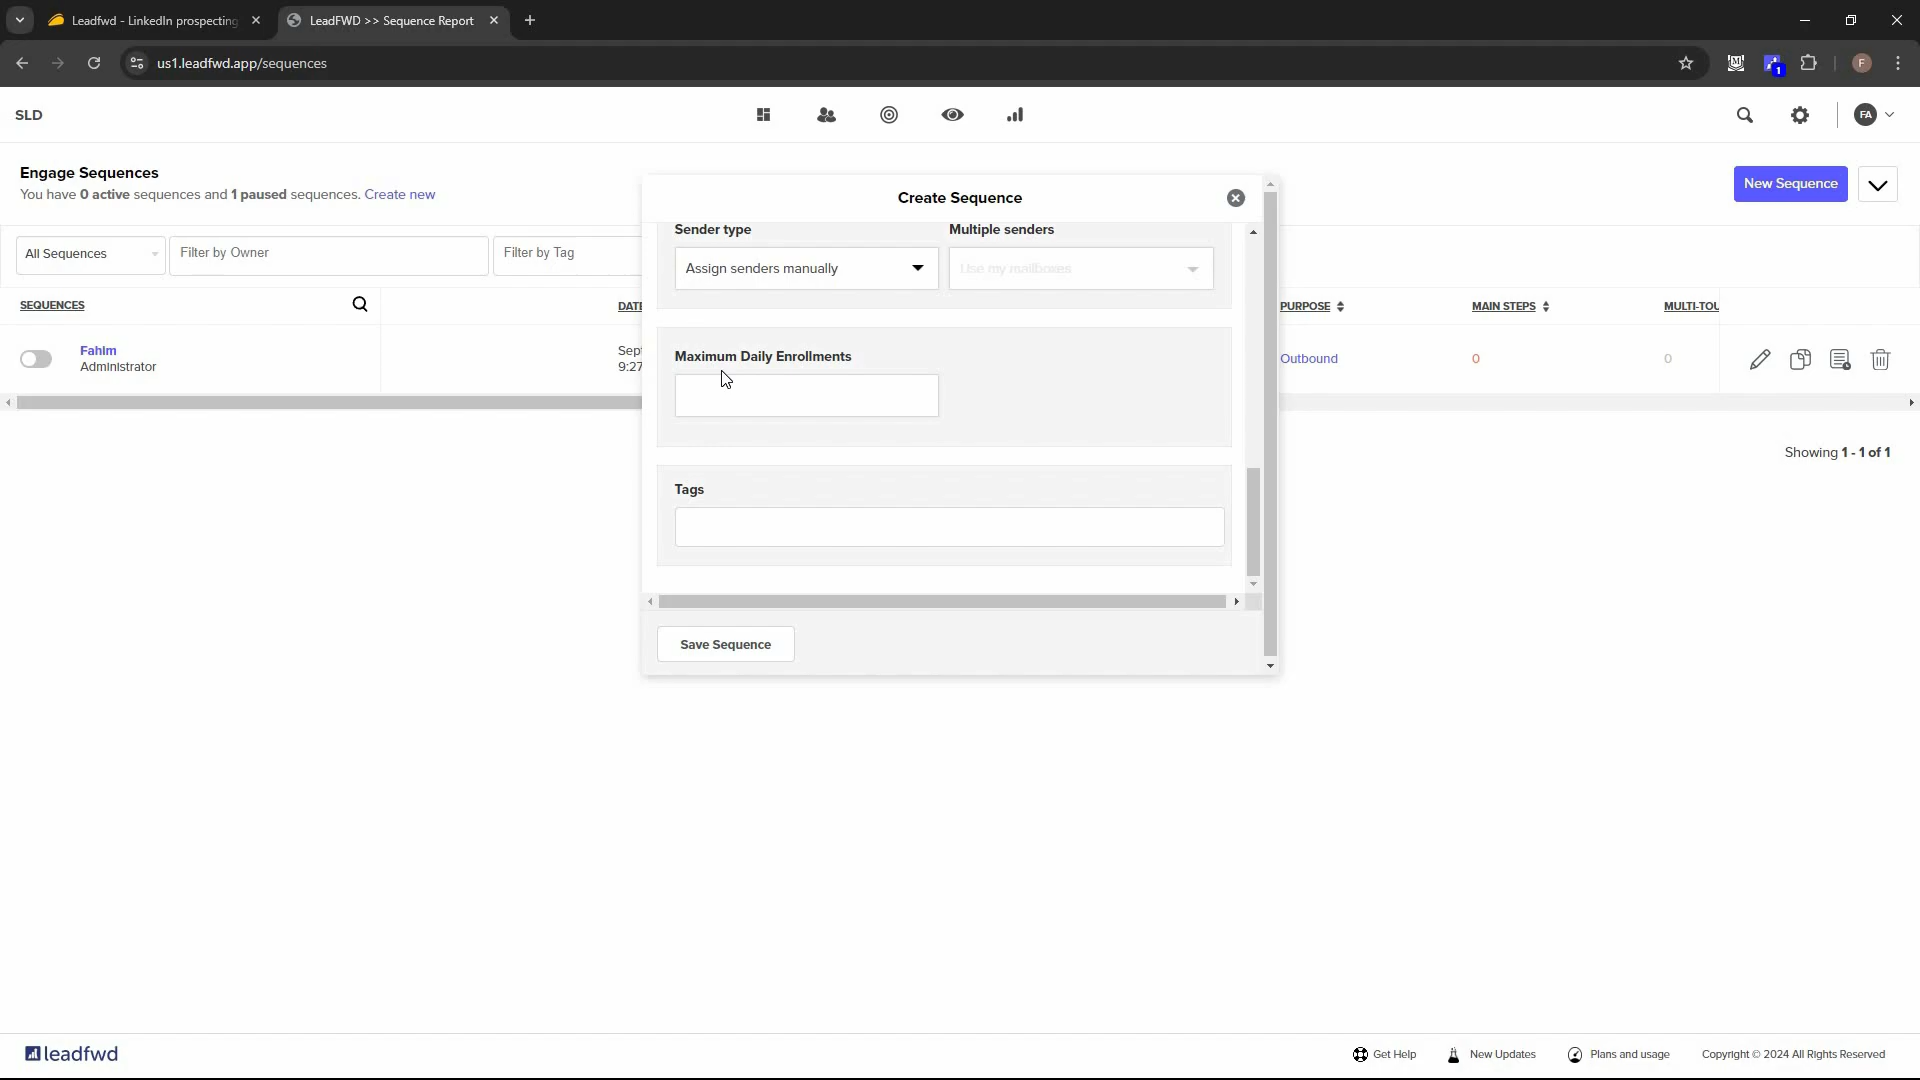 Leadfwd - LinkedIn prospecting
LeadFWD >> Sequence Report
us1.leadfwd.app/sequences
1
F
SLD
FA
Engage Sequences
You have 0 active sequences and 1 paused sequences. Create new
New Sequence
All Sequences
Filter by Owner
Filter by Tag
SEQUENCES
DATE
PURPOSE
MAIN STEPS
MULTI-TOU
Fahim
Administrator
Sept
9:27
Outbound
0
0
Showing 1 - 1 of 1
Create Sequence
Sender type
Multiple senders
Assign senders manually
Use my mailboxes
Maximum Daily Enrollments
Tags
Save Sequence
leadfwd
Get Help
New Updates
Plans and usage
Copyright © 2024 All Rights Reserved